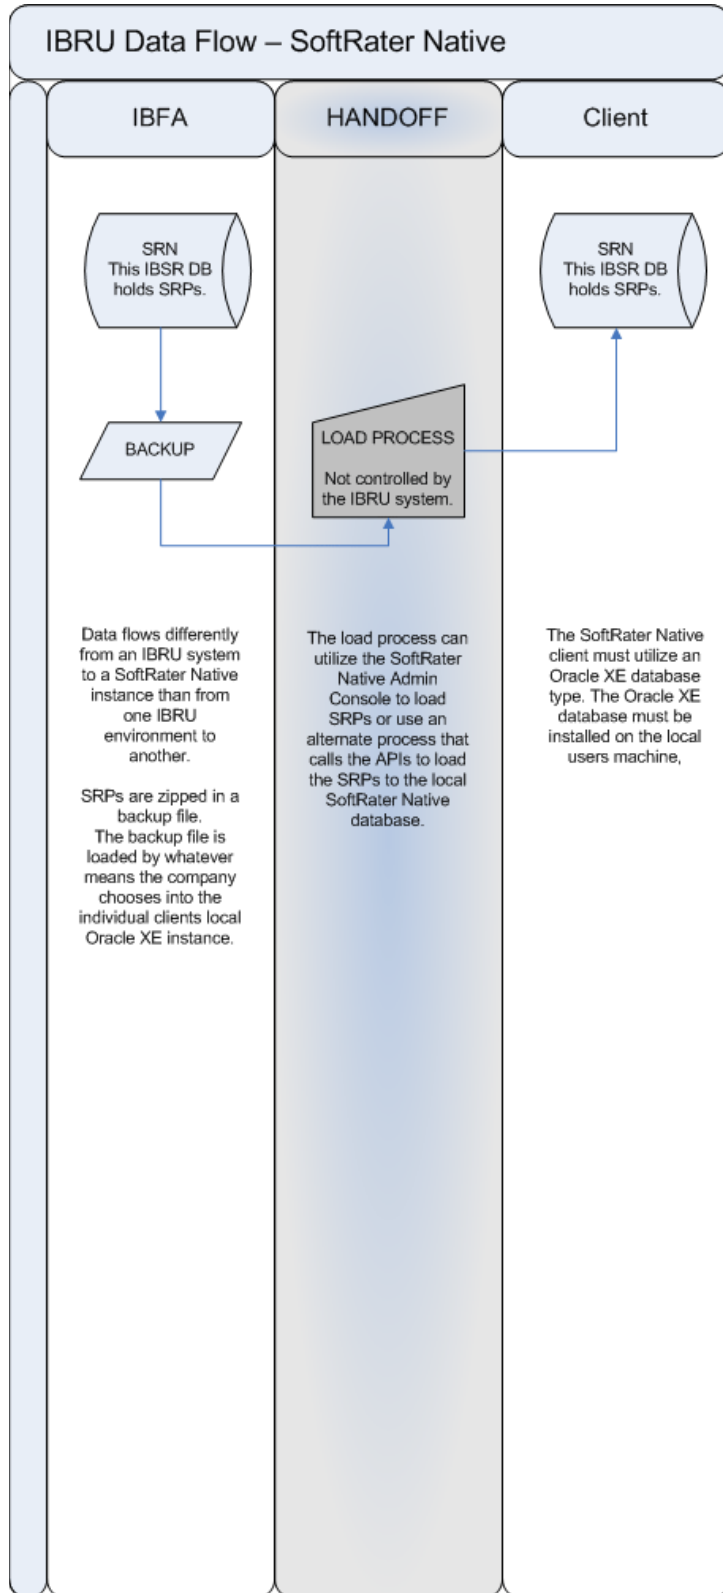 IBRU Data Flow – SoftRater Native
IBFA
HANDOFF
Client
SRN
This IBSR DB
holds SRPs.
SRN
This IBSR DB
holds SRPs.
BACKUP
LOAD PROCESS
Not controlled by
the IBRU system.
Data flows differently
from an IBRU system
to a SoftRater Native
instance than from
one IBRU
environment to
another.
SRPs are zipped in a
backup file.
The backup file is
loaded by whatever
means the company
chooses into the
individual clients local
Oracle XE instance.
The load process can
utilize the SoftRater
Native Admin
Console to load
SRPs or use an
alternate process that
calls the APIs to load
the SRPs to the local
SoftRater Native
database.
The SoftRater Native
client must utilize an
Oracle XE database
type. The Oracle XE
database must be
installed on the local
users machine,